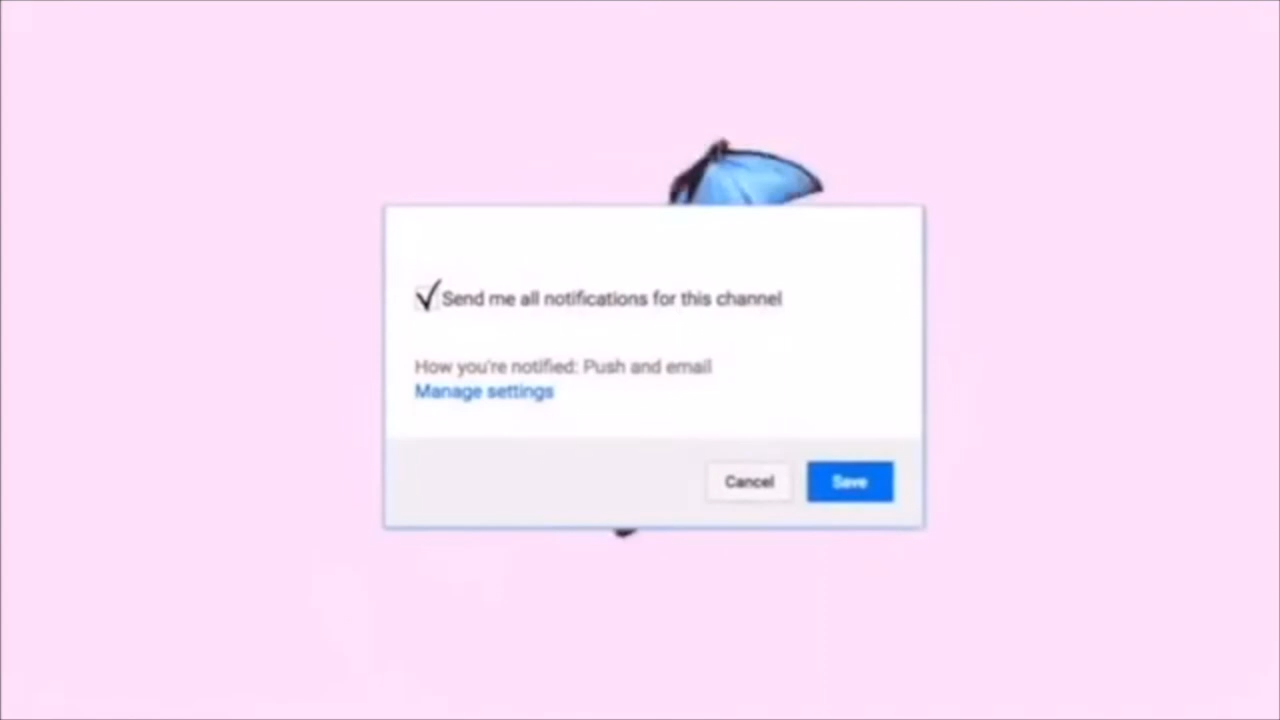 Send me all notifications for this channel
How you're notified: Push and email
Manage settings
Cancel
Save